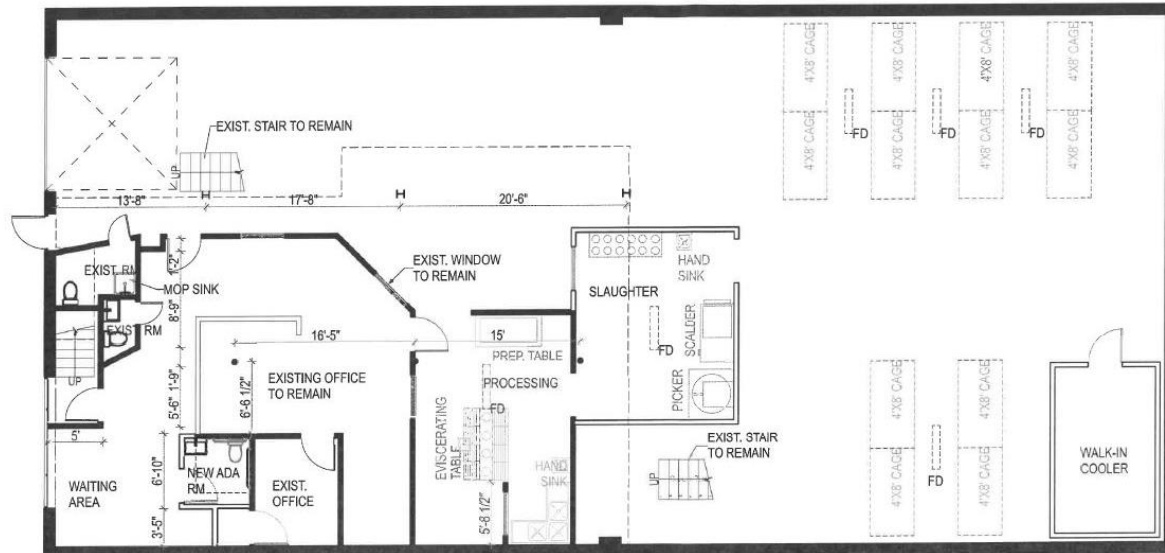 4'X8' CAGE
4'X8' CAGE
4'X8' CAGE
4'X8' CAGE
FD
FD
FD
4'X8' CAGE
4'X8' CAGE
4'X8' CAGE
4'X8' CAGE
EXIST. STAIR TO REMAIN
UP
13'-8"
17'-8"
20'-6"
EXIST. RM
MOP SINK
1'-2"
8'-9"
EXIST. WINDOW
TO REMAIN
HAND
SINK
SLAUGHTER
FD
SCALDER
PICKER
EXIST RM
UP
16'-5"
15'
PREP. TABLE
PROCESSING
FD
EXISTING OFFICE
TO REMAIN
1'-9"
5'-6"
6'-6 1/2"
5'
EVISCERATING
TABLE
HAND
SINK
5'-8 1/2"
EXIST. STAIR
TO REMAIN
UP
4'X8' CAGE
4'X8' CAGE
FD
4'X8' CAGE
4'X8' CAGE
WALK-IN
COOLER
WAITING
AREA
6'-10"
NEW ADA
RM
EXIST.
OFFICE
3'-5"